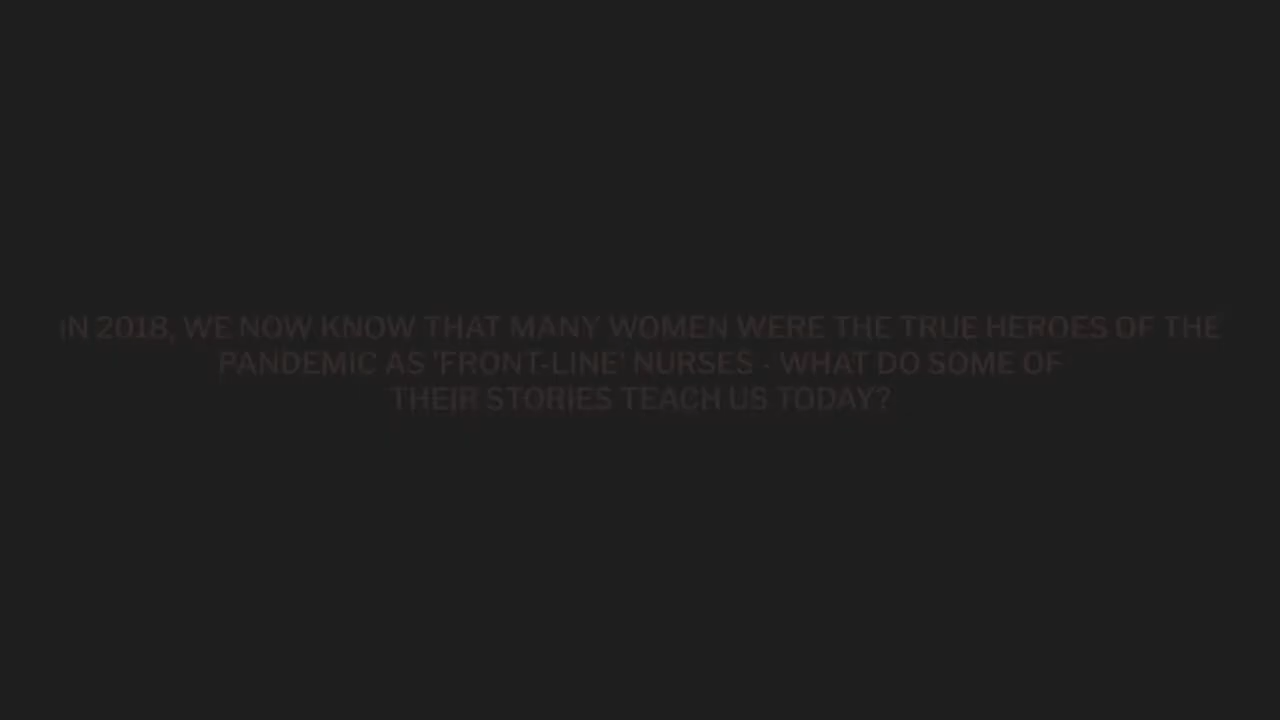 IN 2018, WE NOW KNOW THAT MANY WOMEN WERE THE TRUE HEROES OF THE
PANDEMIC AS 'FRONT-LINE' NURSES - WHAT DO SOME OF
THEIR STORIES TEACH US TODAY?